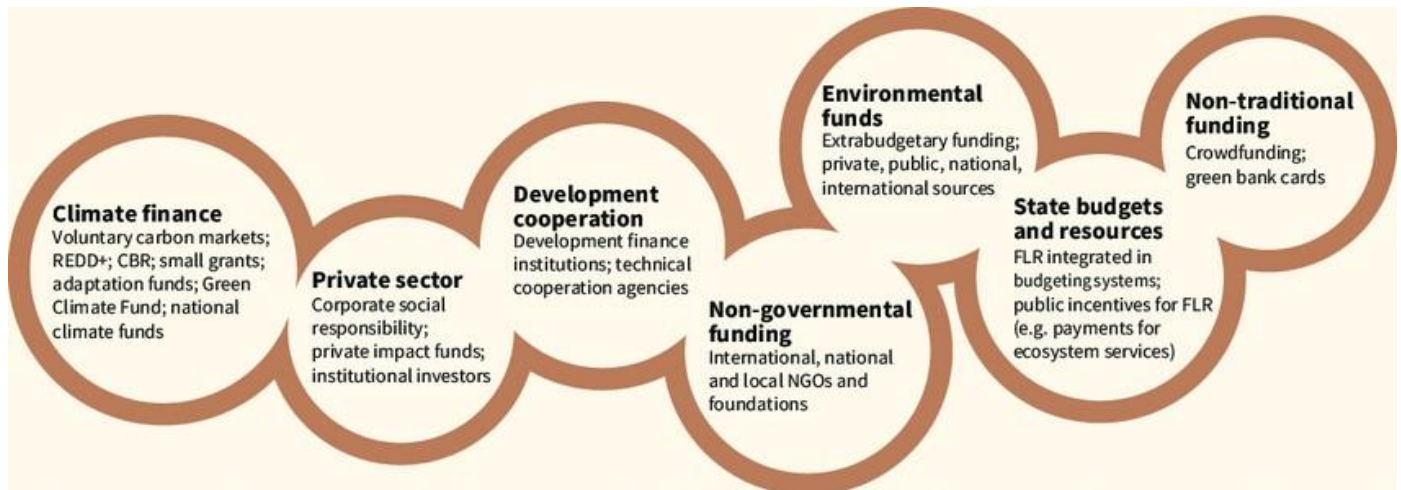 Climate finance
Voluntary carbon markets;
REDD+; CBR; small grants;
adaptation funds; Green
Climate Fund; national
climate funds
Private sector
Corporate social
responsibility;
private impact funds;
institutional investors
Development
cooperation
Development finance
institutions; technical
cooperation agencies
Non-governmental
funding
International, national
and local NGOs and
foundations
Environmental
funds
Extrabudgetary funding;
private, public, national,
international sources
State budgets
and resources
FLR integrated in
budgeting systems;
public incentives for FLR
(e.g. payments for
ecosystem services)
Non-traditional
funding
Crowdfunding;
green bank cards